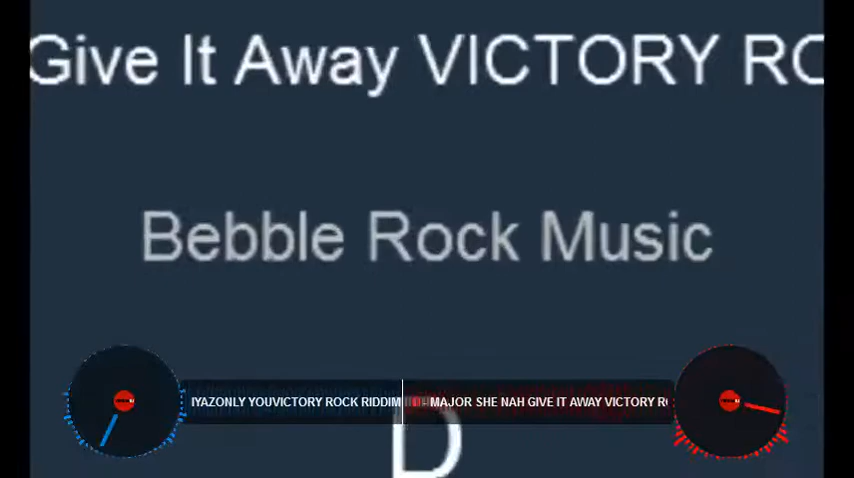 Give It Away VICTORY RO
Bebble Rock Music
IYAZONLY YOUVICTORY ROCK RIDDIM
MAJOR SHE NAH GIVE IT AWAY VICTORY R
D